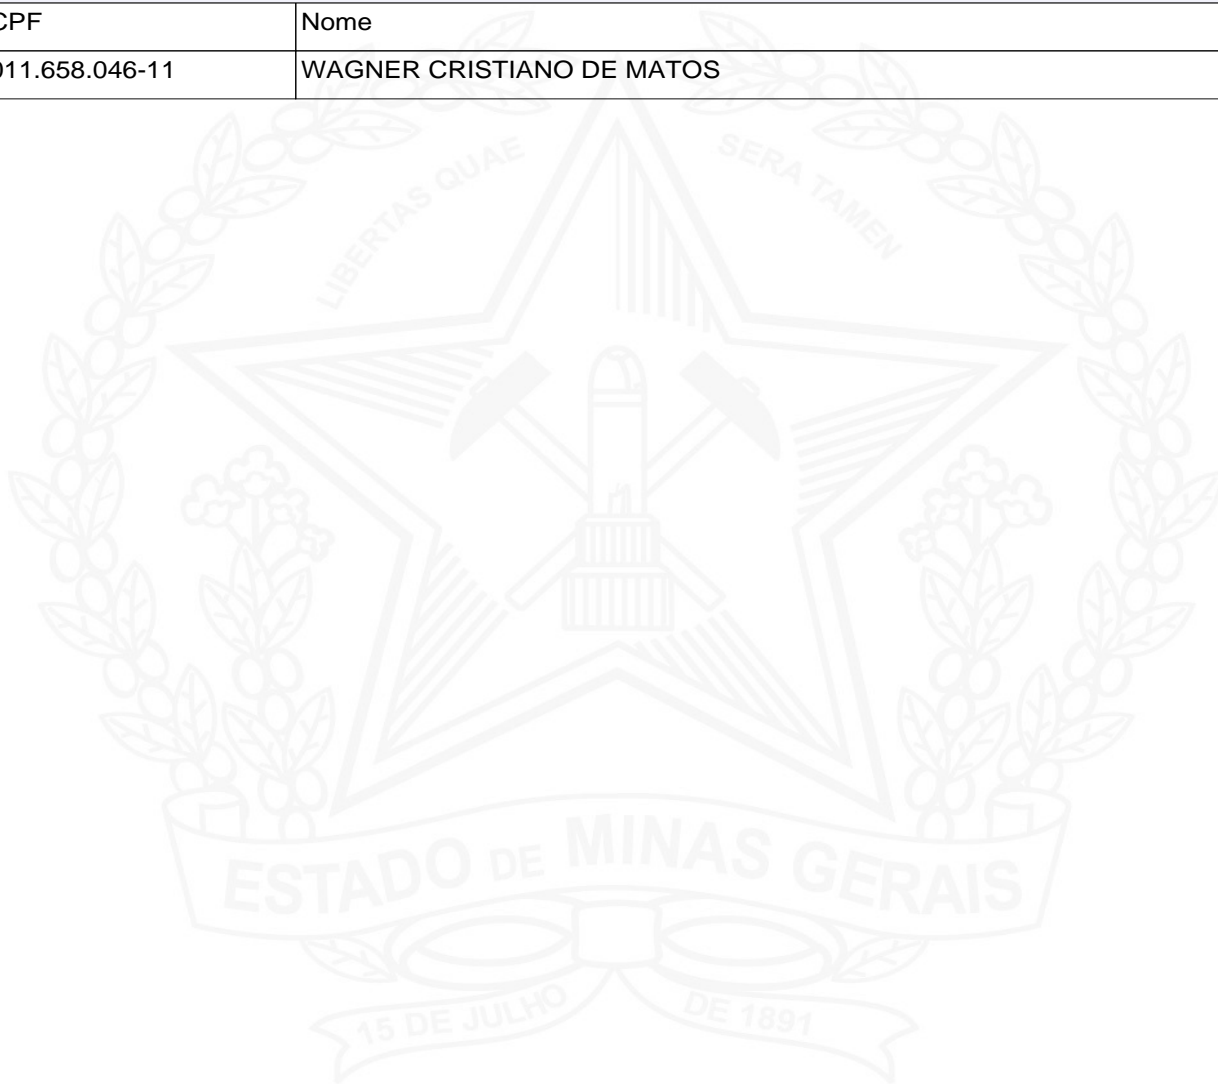 CPF Nome
011.658.046-11 WAGNER CRISTIANO DE MATOS
LIBERTAS QUAE SERA TAMEN
ESTADO DE MINAS GERAIS
15 DE JULHO DE 1891